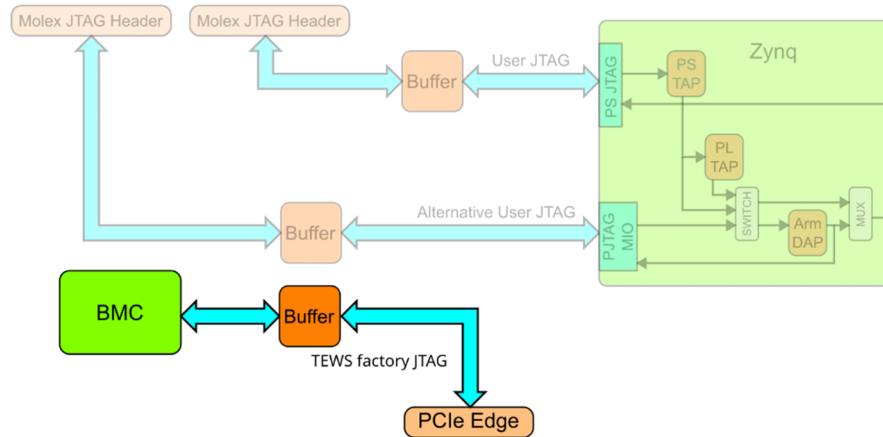 Molex JTAG Header
Molex JTAG Header
Zynq
User JTAG
Buffer
PS JTAG
PS
TAP
PL
TAP
Alternative User JTAG
Buffer
PJTAG
MIO
SWITCH
Arm
DAP
MUX
BMC
Buffer
TEWS factory JTAG
PCIe Edge